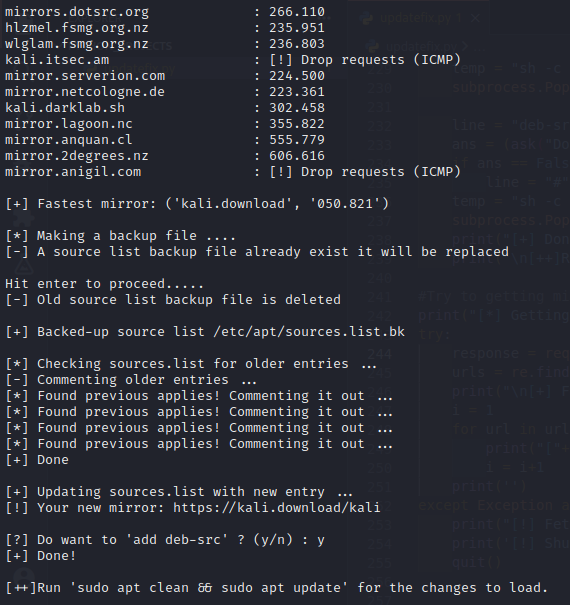 mirrors.dotsrc.org : 266.110
hlzmel.fsmg.org.nz : 235.951
wlglam.fsmg.org.nz : 236.803
kali.itsec.am : [!] Drop requests (ICMP)
mirror.serverion.com : 224.500
mirror.netcologne.de : 223.361
kali.darklab.sh : 302.458
mirror.lagoon.nc : 355.822
mirror.anquan.cl : 555.779
mirror.2degrees.nz : 606.616
mirror.anigil.com : [!] Drop requests (ICMP)
[+] Fastest mirror: ('kali.download', '050.821')
[*] Making a backup file ....
[-] A source list backup file already exist it will be replaced
Hit enter to proceed.....
[-] Old source list backup file is deleted
[+] Backed-up source list /etc/apt/sources.list.bk
[*] Checking sources.list for older entries ...
[-] Commenting older entries ...
[*] Found previous applies! Commenting it out ...
[*] Found previous applies! Commenting it out ...
[*] Found previous applies! Commenting it out ...
[*] Found previous applies! Commenting it out ...
[+] Done
[+] Updating sources.list with new entry ...
[!] Your new mirror: https://kali.download/kali
[?] Do want to 'add deb-src' ? (y/n) : y
[+] Done!
[++]Run 'sudo apt clean && sudo apt update' for the changes to load.